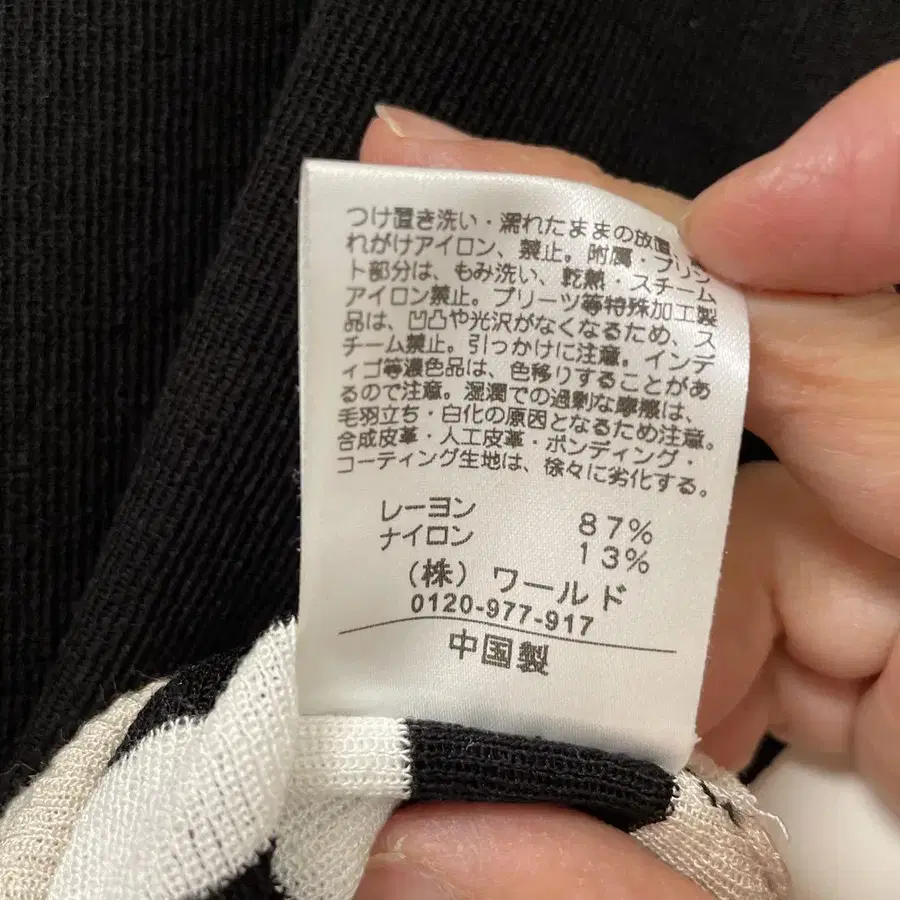 つけ置き洗い・濡れたままの放置、
れがけアイロン、禁止。附属・プリン
ト部分は、もみ洗い、乾熱・スチーム
アイロン禁止。プリーツ等特殊加工製
品は、凹凸や光沢がなくなるため、ス
チーム禁止。引っかけに注意。インデ
ィゴ等濃色品は、色移りすることがあ
るので注意。湿潤での過剰な摩擦は、
毛羽立ち・白化の原因となるため注意。
合成皮革・人工皮革・ボンディング・
コーティング生地は、徐々に劣化する。
レーヨン 87%
ナイロン 13%
(株) ワールド
0120-977-917
中国製